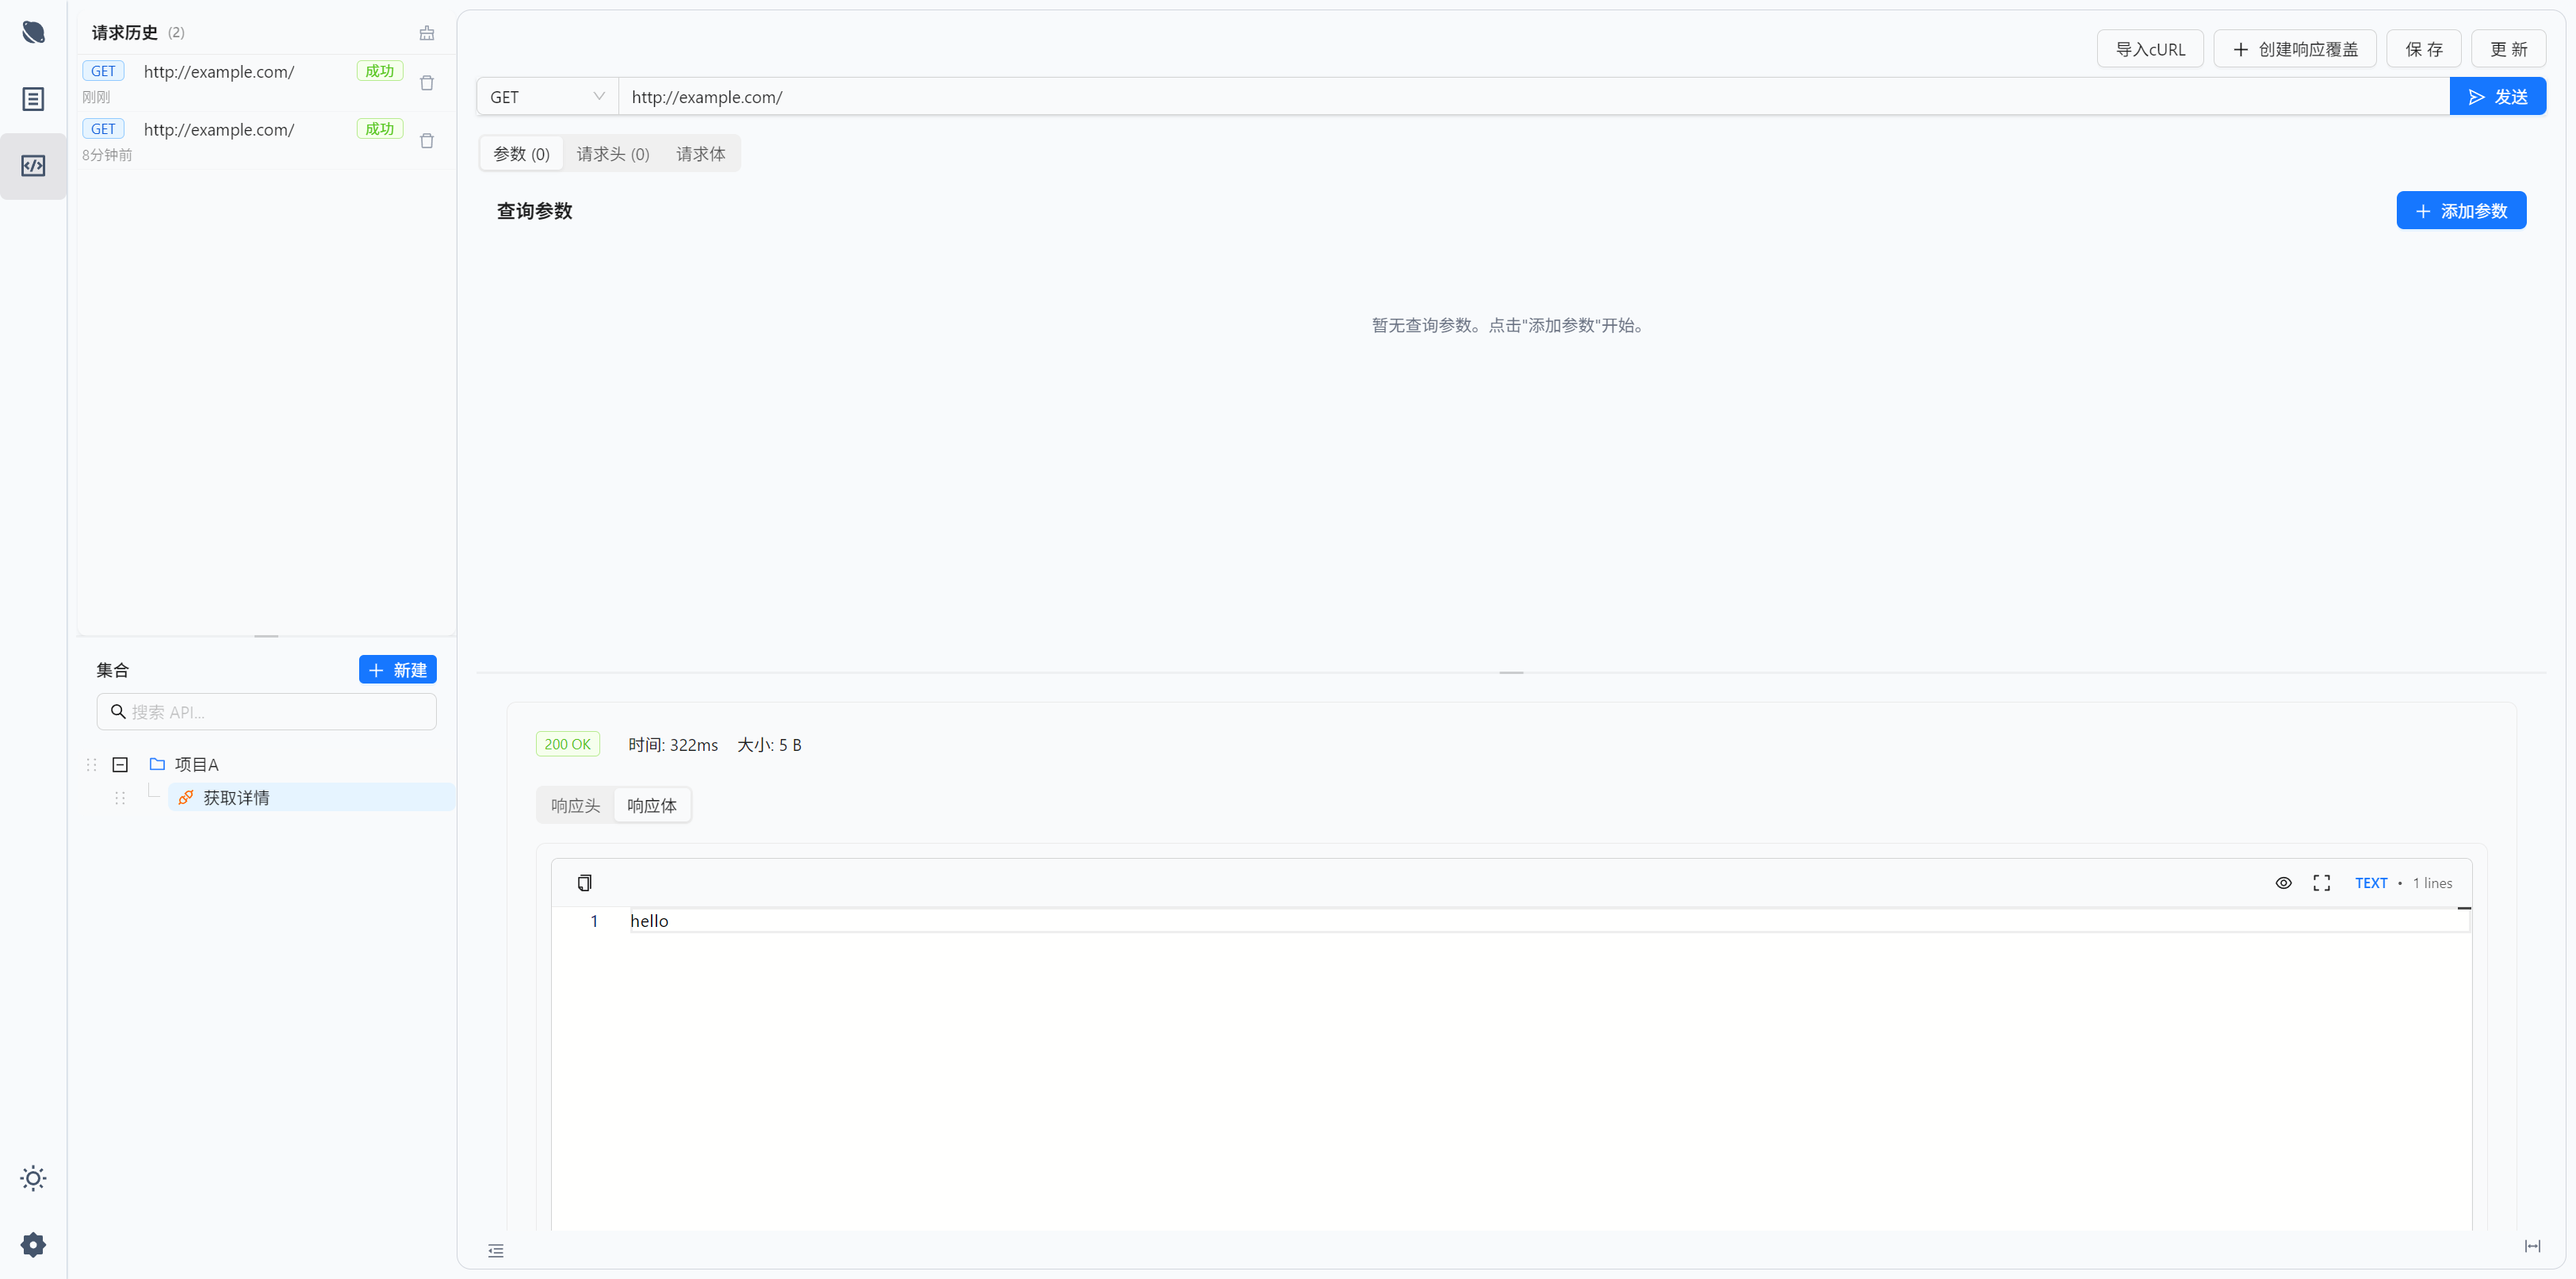 请求历史 (2)
GET http://example.com/ 成功
刚刚
GET http://example.com/ 成功
8分钟前
集合
新建
搜索 API...
项目A
获取详情
导入cURL
创建响应覆盖
保 存
更 新
GET
http://example.com/
发送
参数 (0)
请求头 (0)
请求体
查询参数
添加参数
暂无查询参数。点击"添加参数"开始。
200 OK 时间: 322ms 大小: 5 B
响应头
响应体
TEXT • 1 lines
1 hello